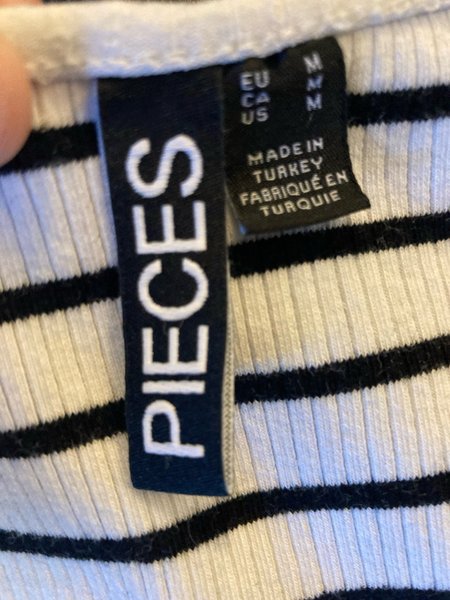 PIECES
EU M
CA M
US M
MADE IN
TURKEY
FABRIQUÉ EN
TURQUIE